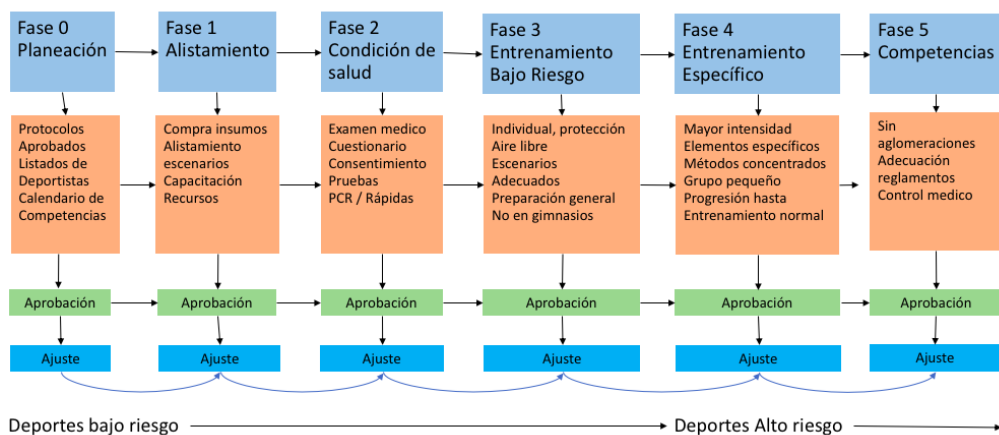 Fase 0
Planeación
Fase 1
Alistamiento
Fase 2
Condición de
salud
Fase 3
Entrenamiento
Bajo Riesgo
Fase 4
Entrenamiento
Específico
Fase 5
Competencias
Protocolos
Aprobados
Listados de
Deportistas
Calendario de
Competencias
Compra insumos
Alistamiento
escenarios
Capacitación
Recursos
Examen medico
Cuestionario
Consentimiento
Pruebas
PCR / Rápidas
Individual, protección
Aire libre
Escenarios
Adecuados
Preparación general
No en gimnasios
Mayor intensidad
Elementos específicos
Métodos concentrados
Grupo pequeño
Progresión hasta
Entrenamiento normal
Sin
aglomeraciones
Adecuación
reglamentos
Control medico
Aprobación
Aprobación
Aprobación
Aprobación
Aprobación
Aprobación
Ajuste
Ajuste
Ajuste
Ajuste
Ajuste
Ajuste
Deportes bajo riesgo
Deportes Alto riesgo